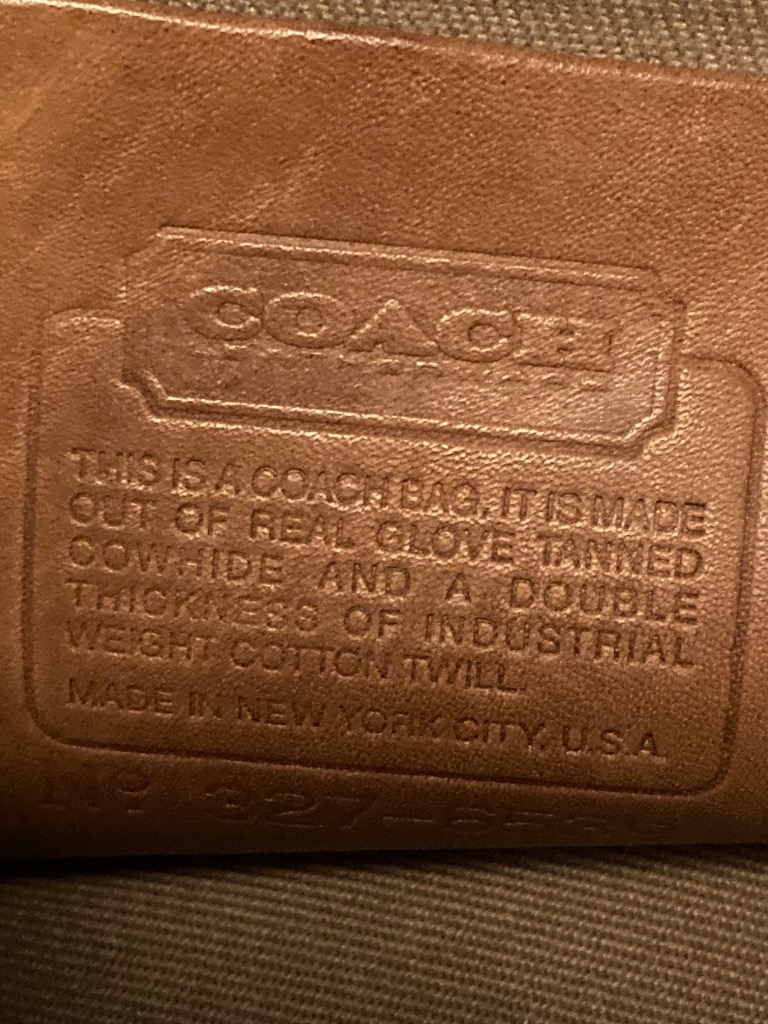 COACH
THIS IS A COACH BAG. IT IS MADE
OUT OF REAL GLOVE TANNED
COWHIDE AND A DOUBLE
THICKNESS OF INDUSTRIAL
WEIGHT COTTON TWILL.
MADE IN NEW YORK CITY, U.S.A.
Nº